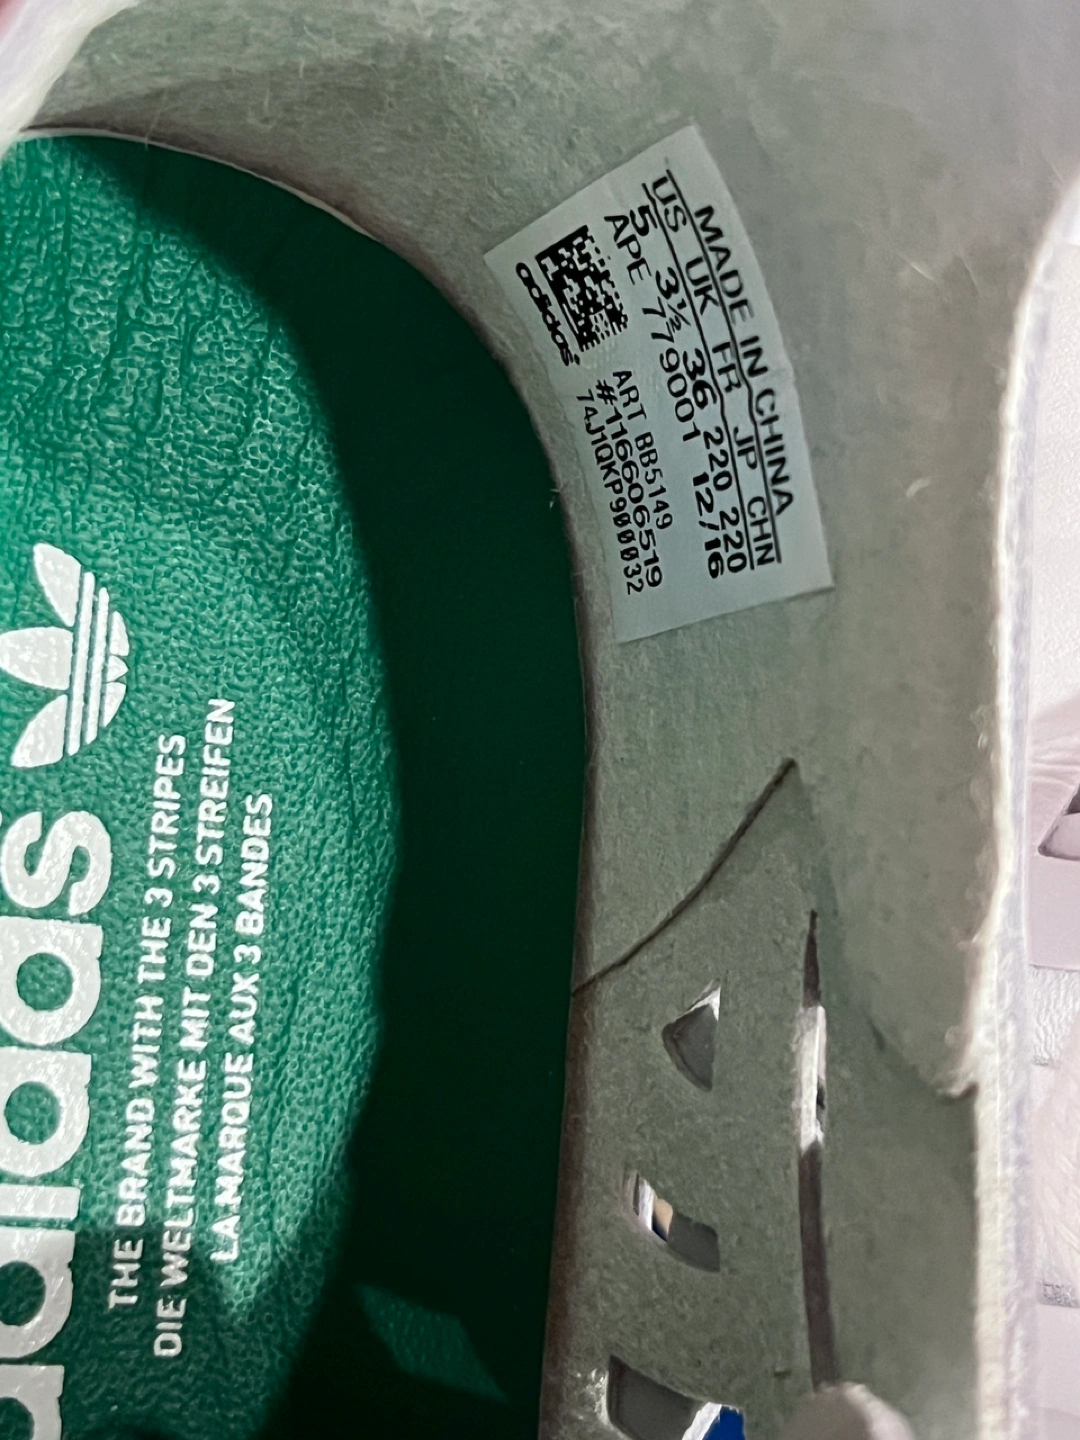 MADE IN CHINA
US UK FR JP CHN
5 3½ 36 220 220
APE 779001 12/16
ART BB5149
#116606519
74J1QKP900032
adidas
adidas
THE BRAND WITH THE 3 STRIPES
DIE WELTMARKE MIT DEN 3 STREIFEN
LA MARQUE AUX 3 BANDES